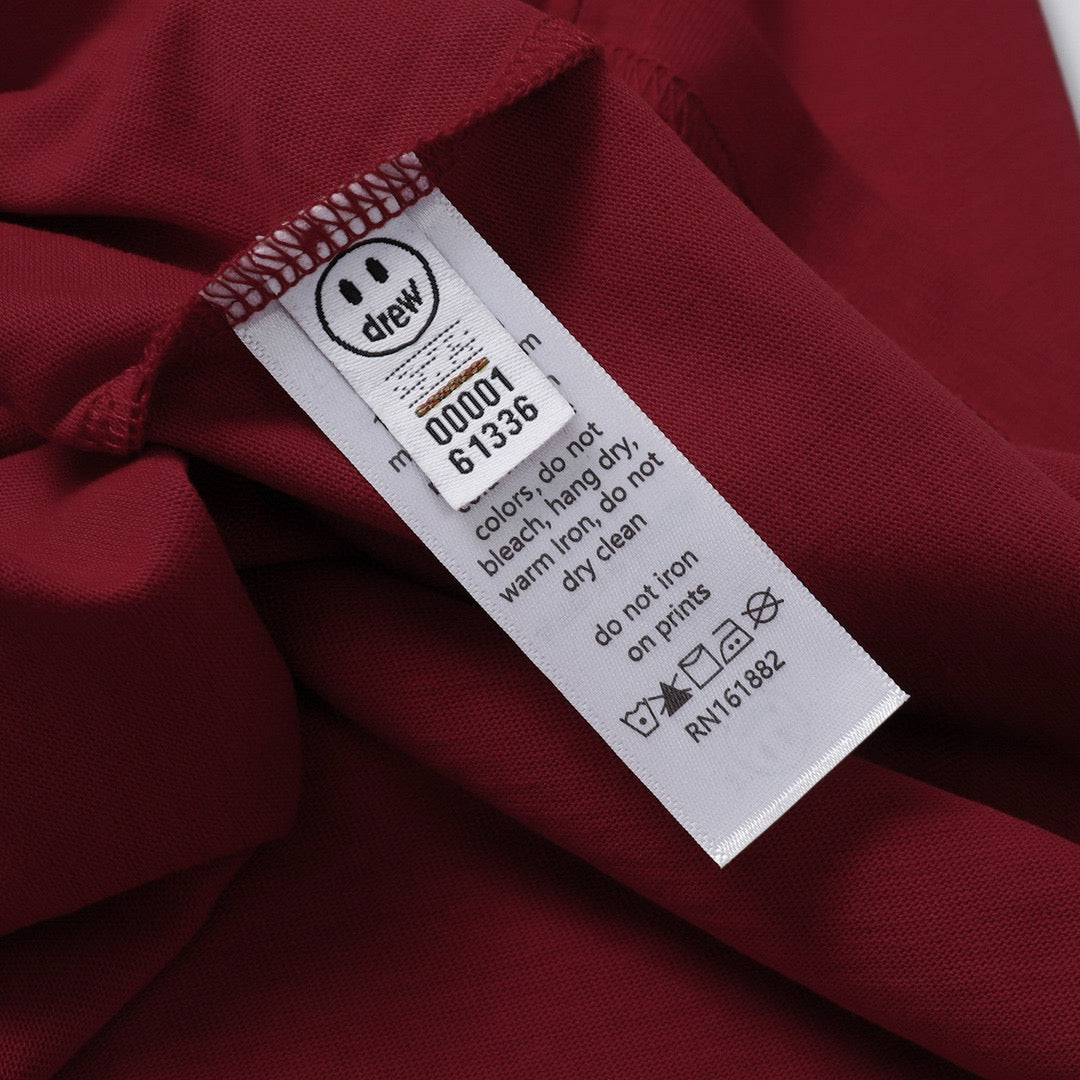 drew
00001
61336
m
m
colors, do not
bleach, hang dry,
warm iron, do not
dry clean
do not iron
on prints
RN161882